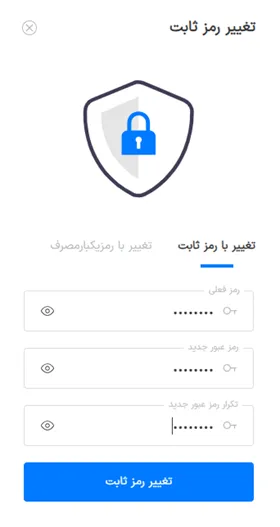 تغییر رمز ثابت
تغییر با رمز ثابت
تغییر با رمزیکبارمصرف
رمز فعلی
••••••••
رمز عبور جدید
••••••••
تکرار رمز عبور جدید
••••••••
تغییر رمز ثابت